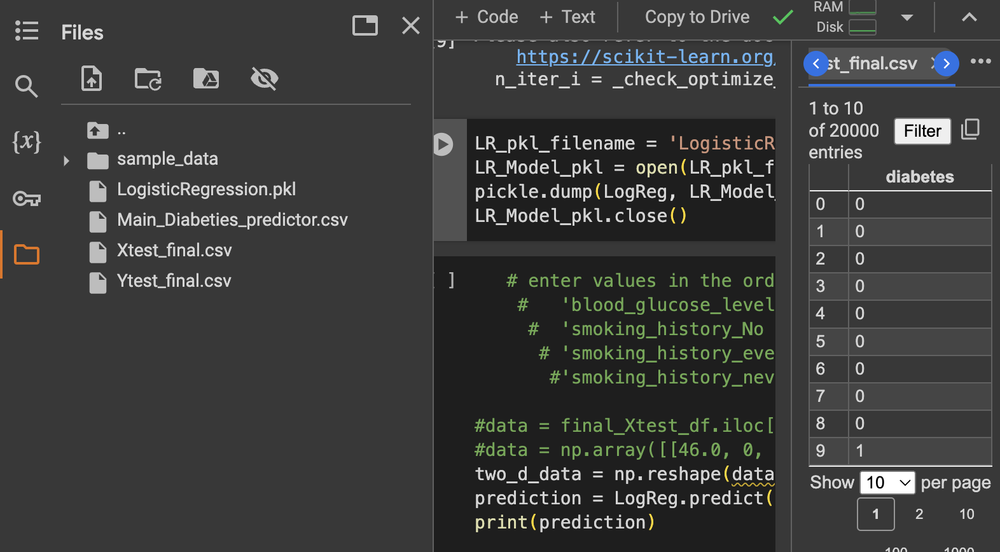 Files
{x}
..
sample_data
LogisticRegression.pkl
Main_Diabeties_predictor.csv
Xtest_final.csv
Ytest_final.csv
+ Code + Text Copy to Drive
RAM
Disk
https://scikit-learn.org/
n_iter_i = _check_optimize_
LR_pkl_filename = 'LogisticR
LR_Model_pkl = open(LR_pkl_f
pickle.dump(LogReg, LR_Model_
LR_Model_pkl.close()
[ ]
# enter values in the ord
# 'blood_glucose_level
# 'smoking_history_No
# 'smoking_history_eve
#'smoking_history_nev
#data = final_Xtest_df.iloc[
#data = np.array([[46.0, 0,
two_d_data = np.reshape(data
prediction = LogReg.predict(
print(prediction)
st_final.csv
1 to 10
of 20000
entries
Filter
diabetes
0 0
1 0
2 0
3 0
4 0
5 0
6 0
7 0
8 0
9 1
Show 10 per page
1 2 10
100 1000